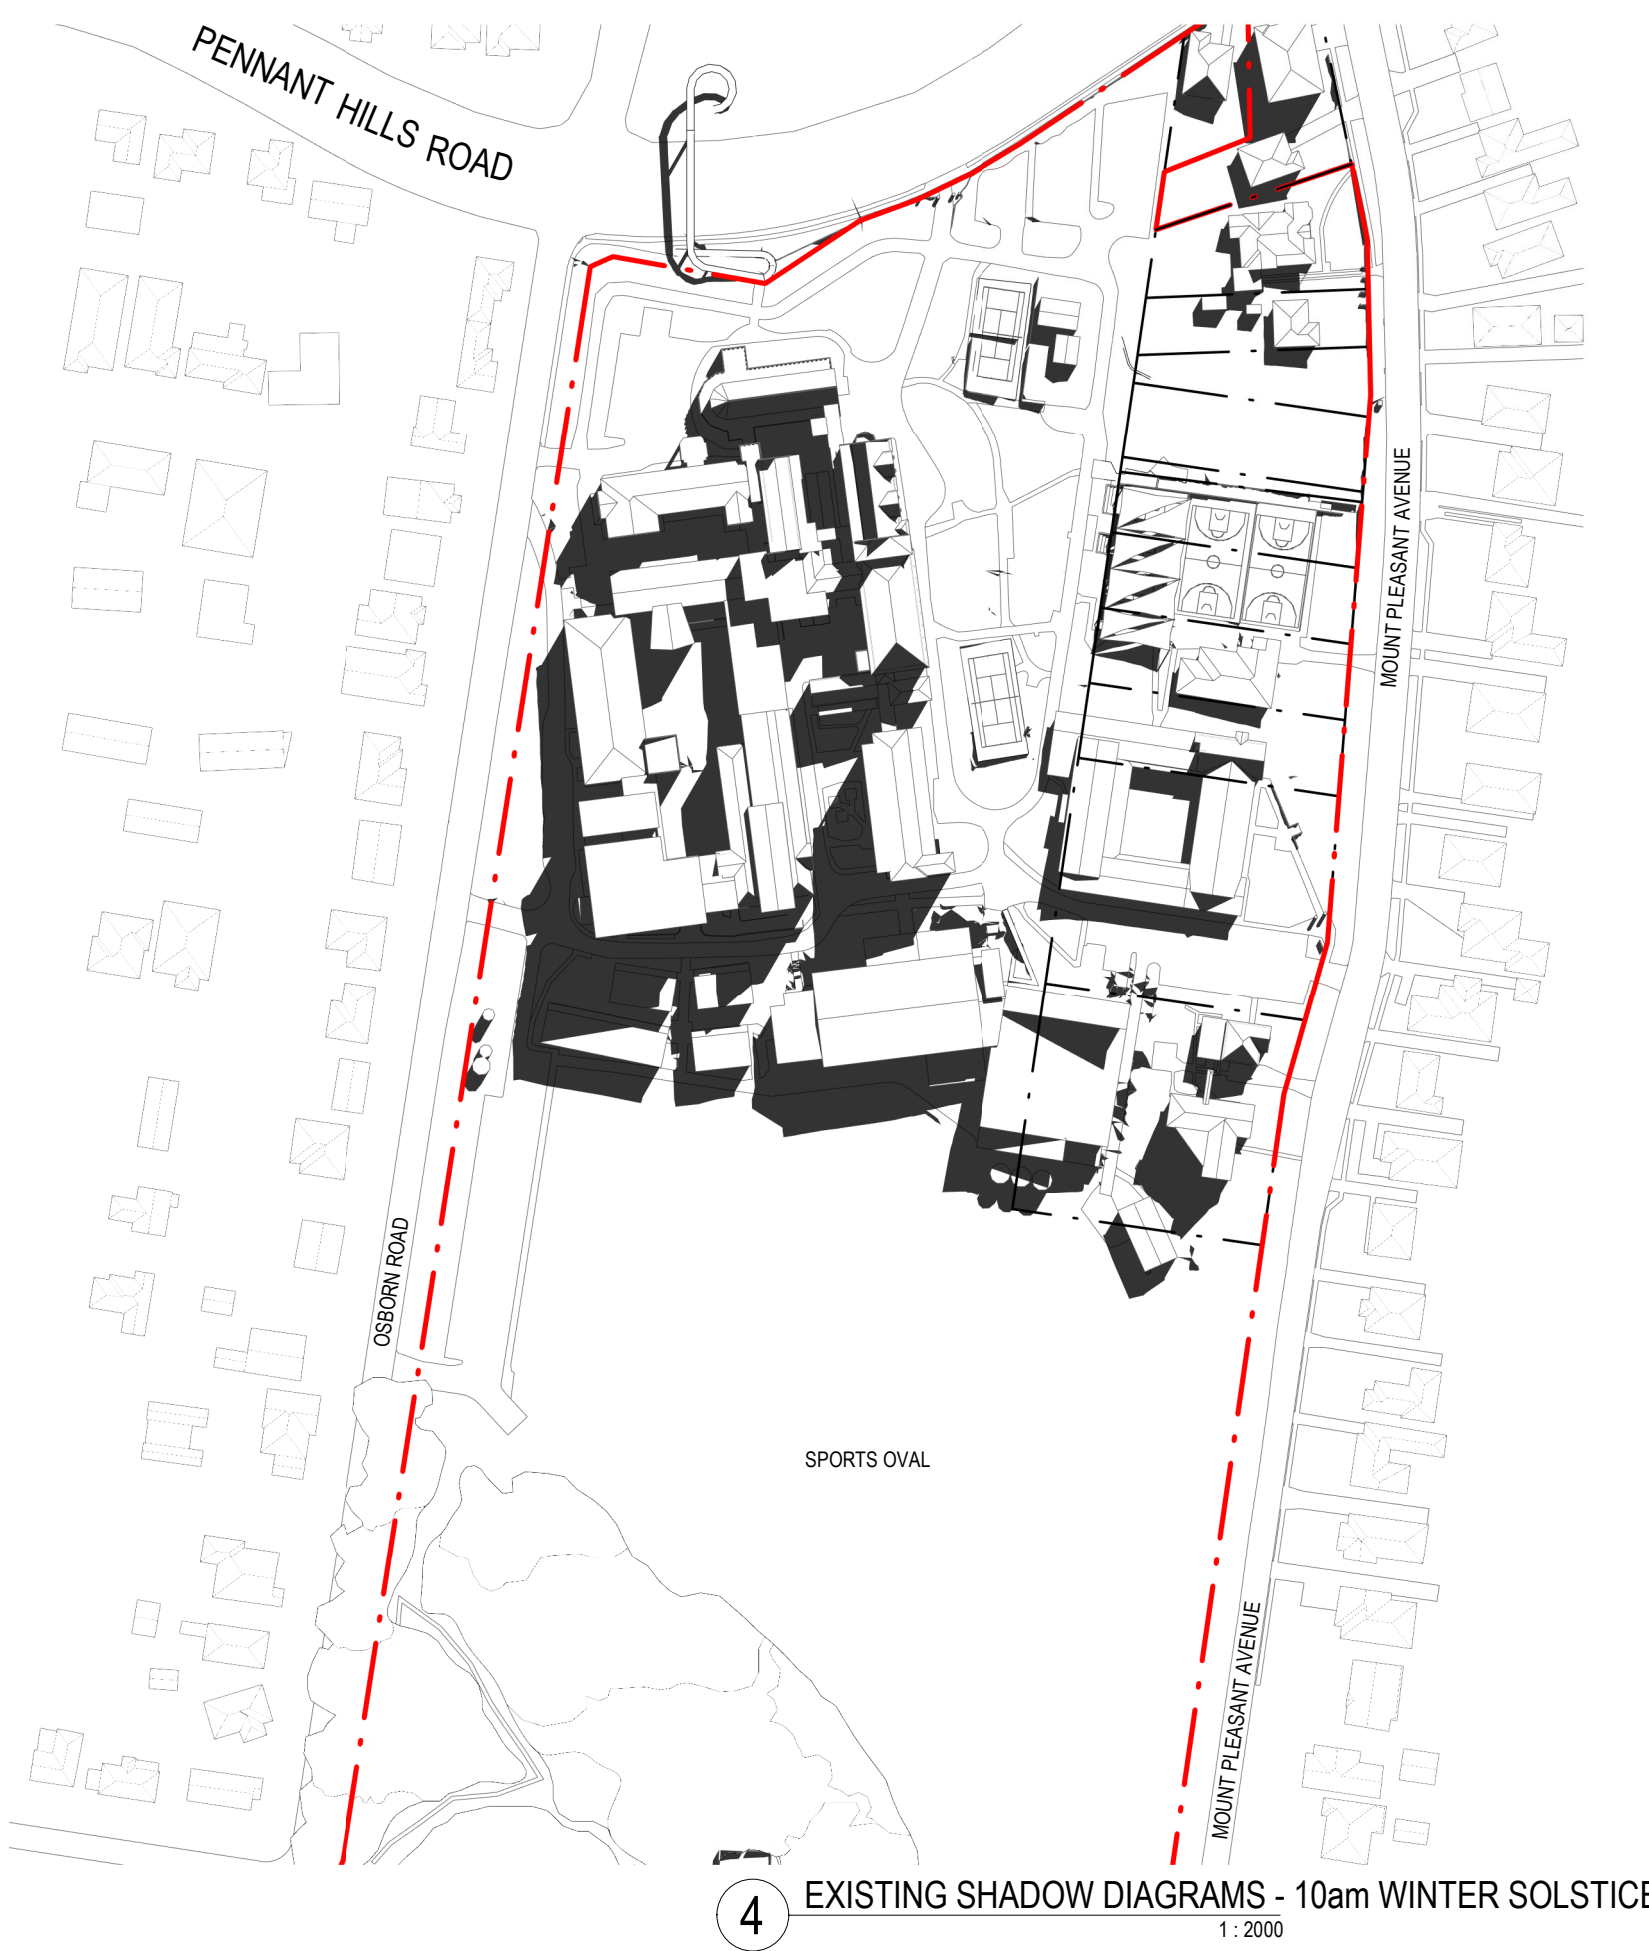 PENNANT HILLS ROAD
MOUNT PLEASANT AVENUE
OSBORN ROAD
SPORTS OVAL
MOUNT PLEASANT AVENUE
4
EXISTING SHADOW DIAGRAMS - 10am WINTER SOLSTICE
1 : 2000